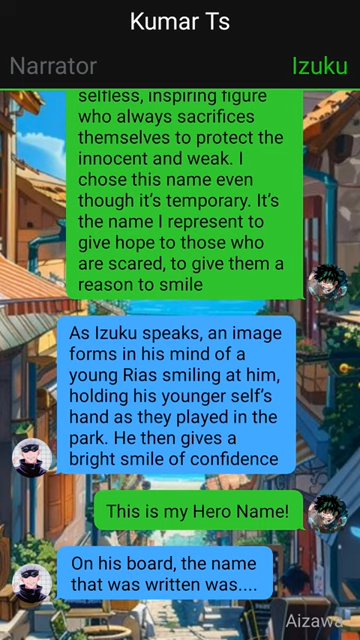 Kumar Ts
Narrator
Izuku
selfless, inspiring figure
who always sacrifices
themselves to protect the
innocent and weak. I
chose this name even
though it’s temporary. It’s
the name I represent to
give hope to those who
are scared, to give them a
reason to smile
As Izuku speaks, an image
forms in his mind of a
young Rias smiling at him,
holding his younger self’s
hand as they played in the
park. He then gives a
bright smile of confidence
This is my Hero Name!
On his board, the name
that was written was....
Aizawa